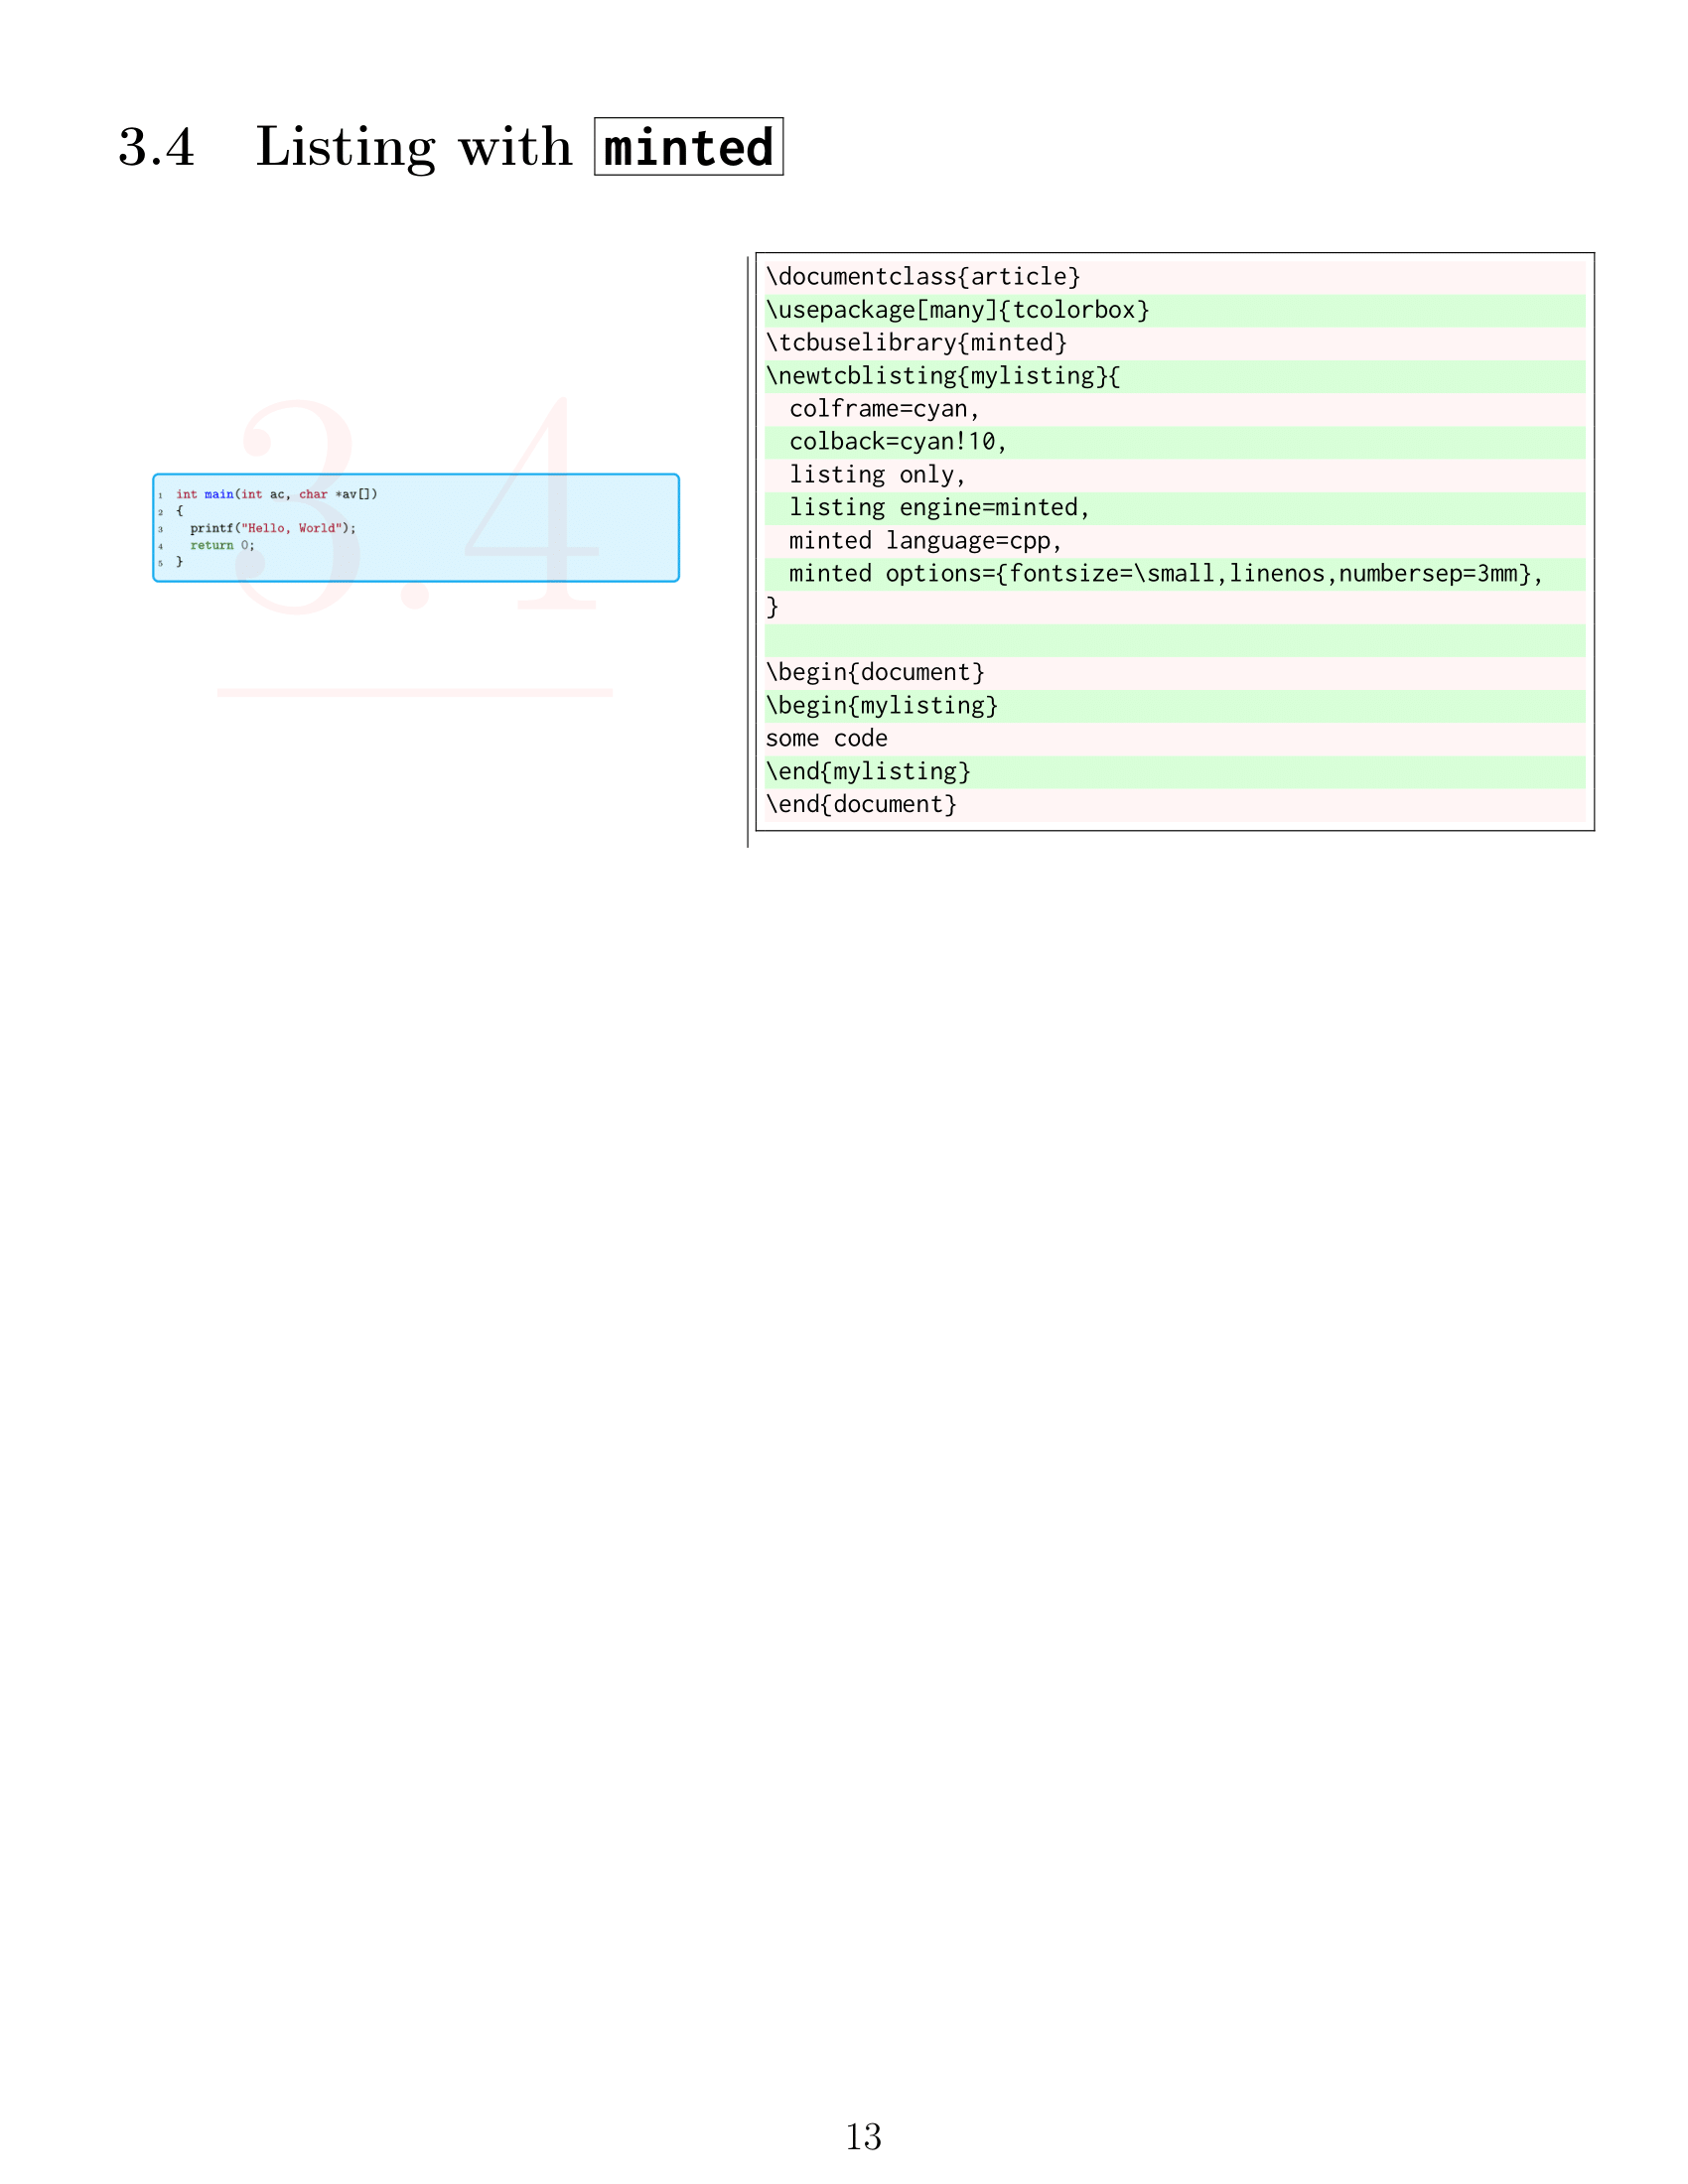 3.4 Listing with minted
3.4
1 int main(int ac, char *av[])
2 {
3   printf("Hello, World");
4   return 0;
5 }
\documentclass{article}
\usepackage[many]{tcolorbox}
\tcbuselibrary{minted}
\newtcblisting{mylisting}{
  colframe=cyan,
  colback=cyan!10,
  listing only,
  listing engine=minted,
  minted language=cpp,
  minted options={fontsize=\small,linenos,numbersep=3mm},
}

\begin{document}
\begin{mylisting}
some code
\end{mylisting}
\end{document}
13